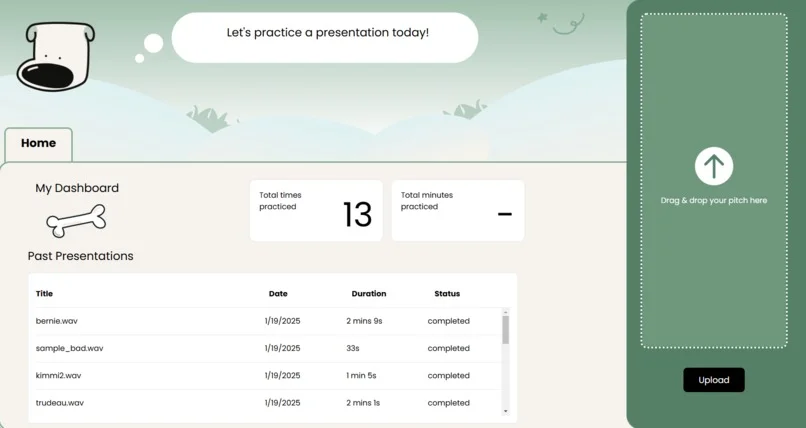 Let's practice a presentation today!
Home
My Dashboard
Total times
practiced
13
Total minutes
practiced
-
Past Presentations
Title Date Duration Status
bernie.wav 1/19/2025 2 mins 9s completed
sample_bad.wav 1/19/2025 33s completed
kimmi2.wav 1/19/2025 1 min 5s completed
trudeau.wav 1/19/2025 2 mins 1s completed
Drag & drop your pitch here
Upload